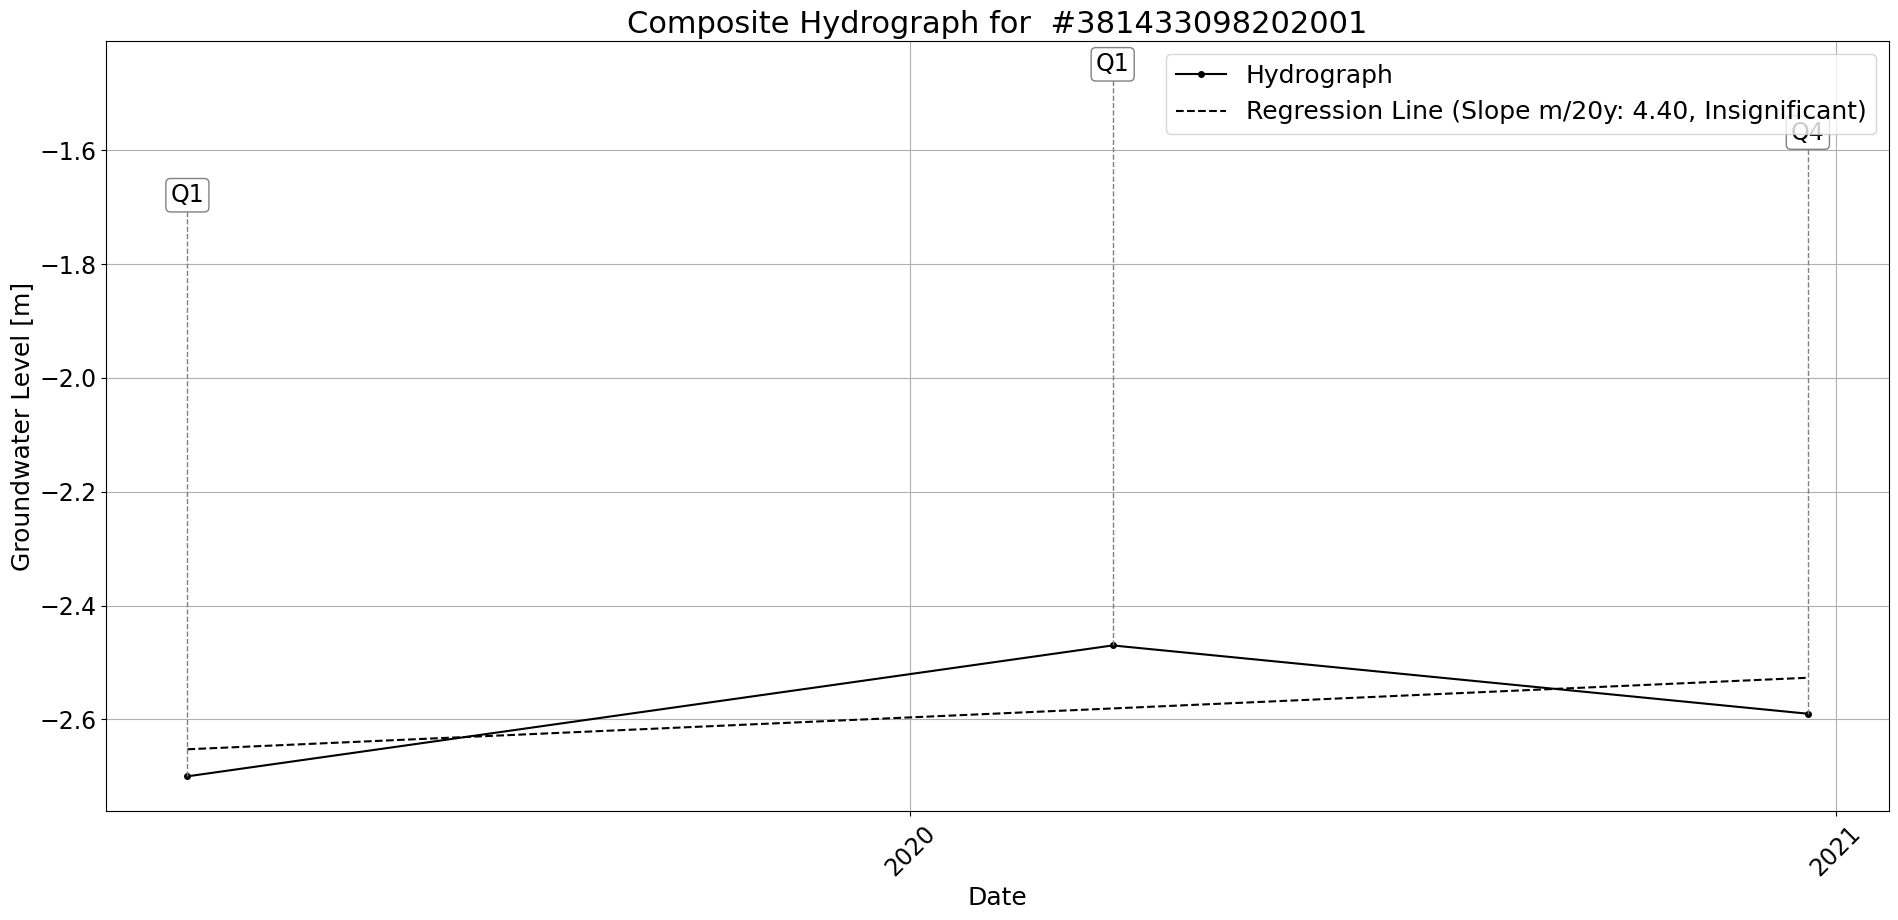 Composite Hydrograph for  #381433098202001
Q1
Q1
Q4
Hydrograph
Regression Line (Slope m/20y: 4.40, Insignificant)
Groundwater Level [m]
−1.6
−1.8
−2.0
−2.2
−2.4
−2.6
2020
2021
Date